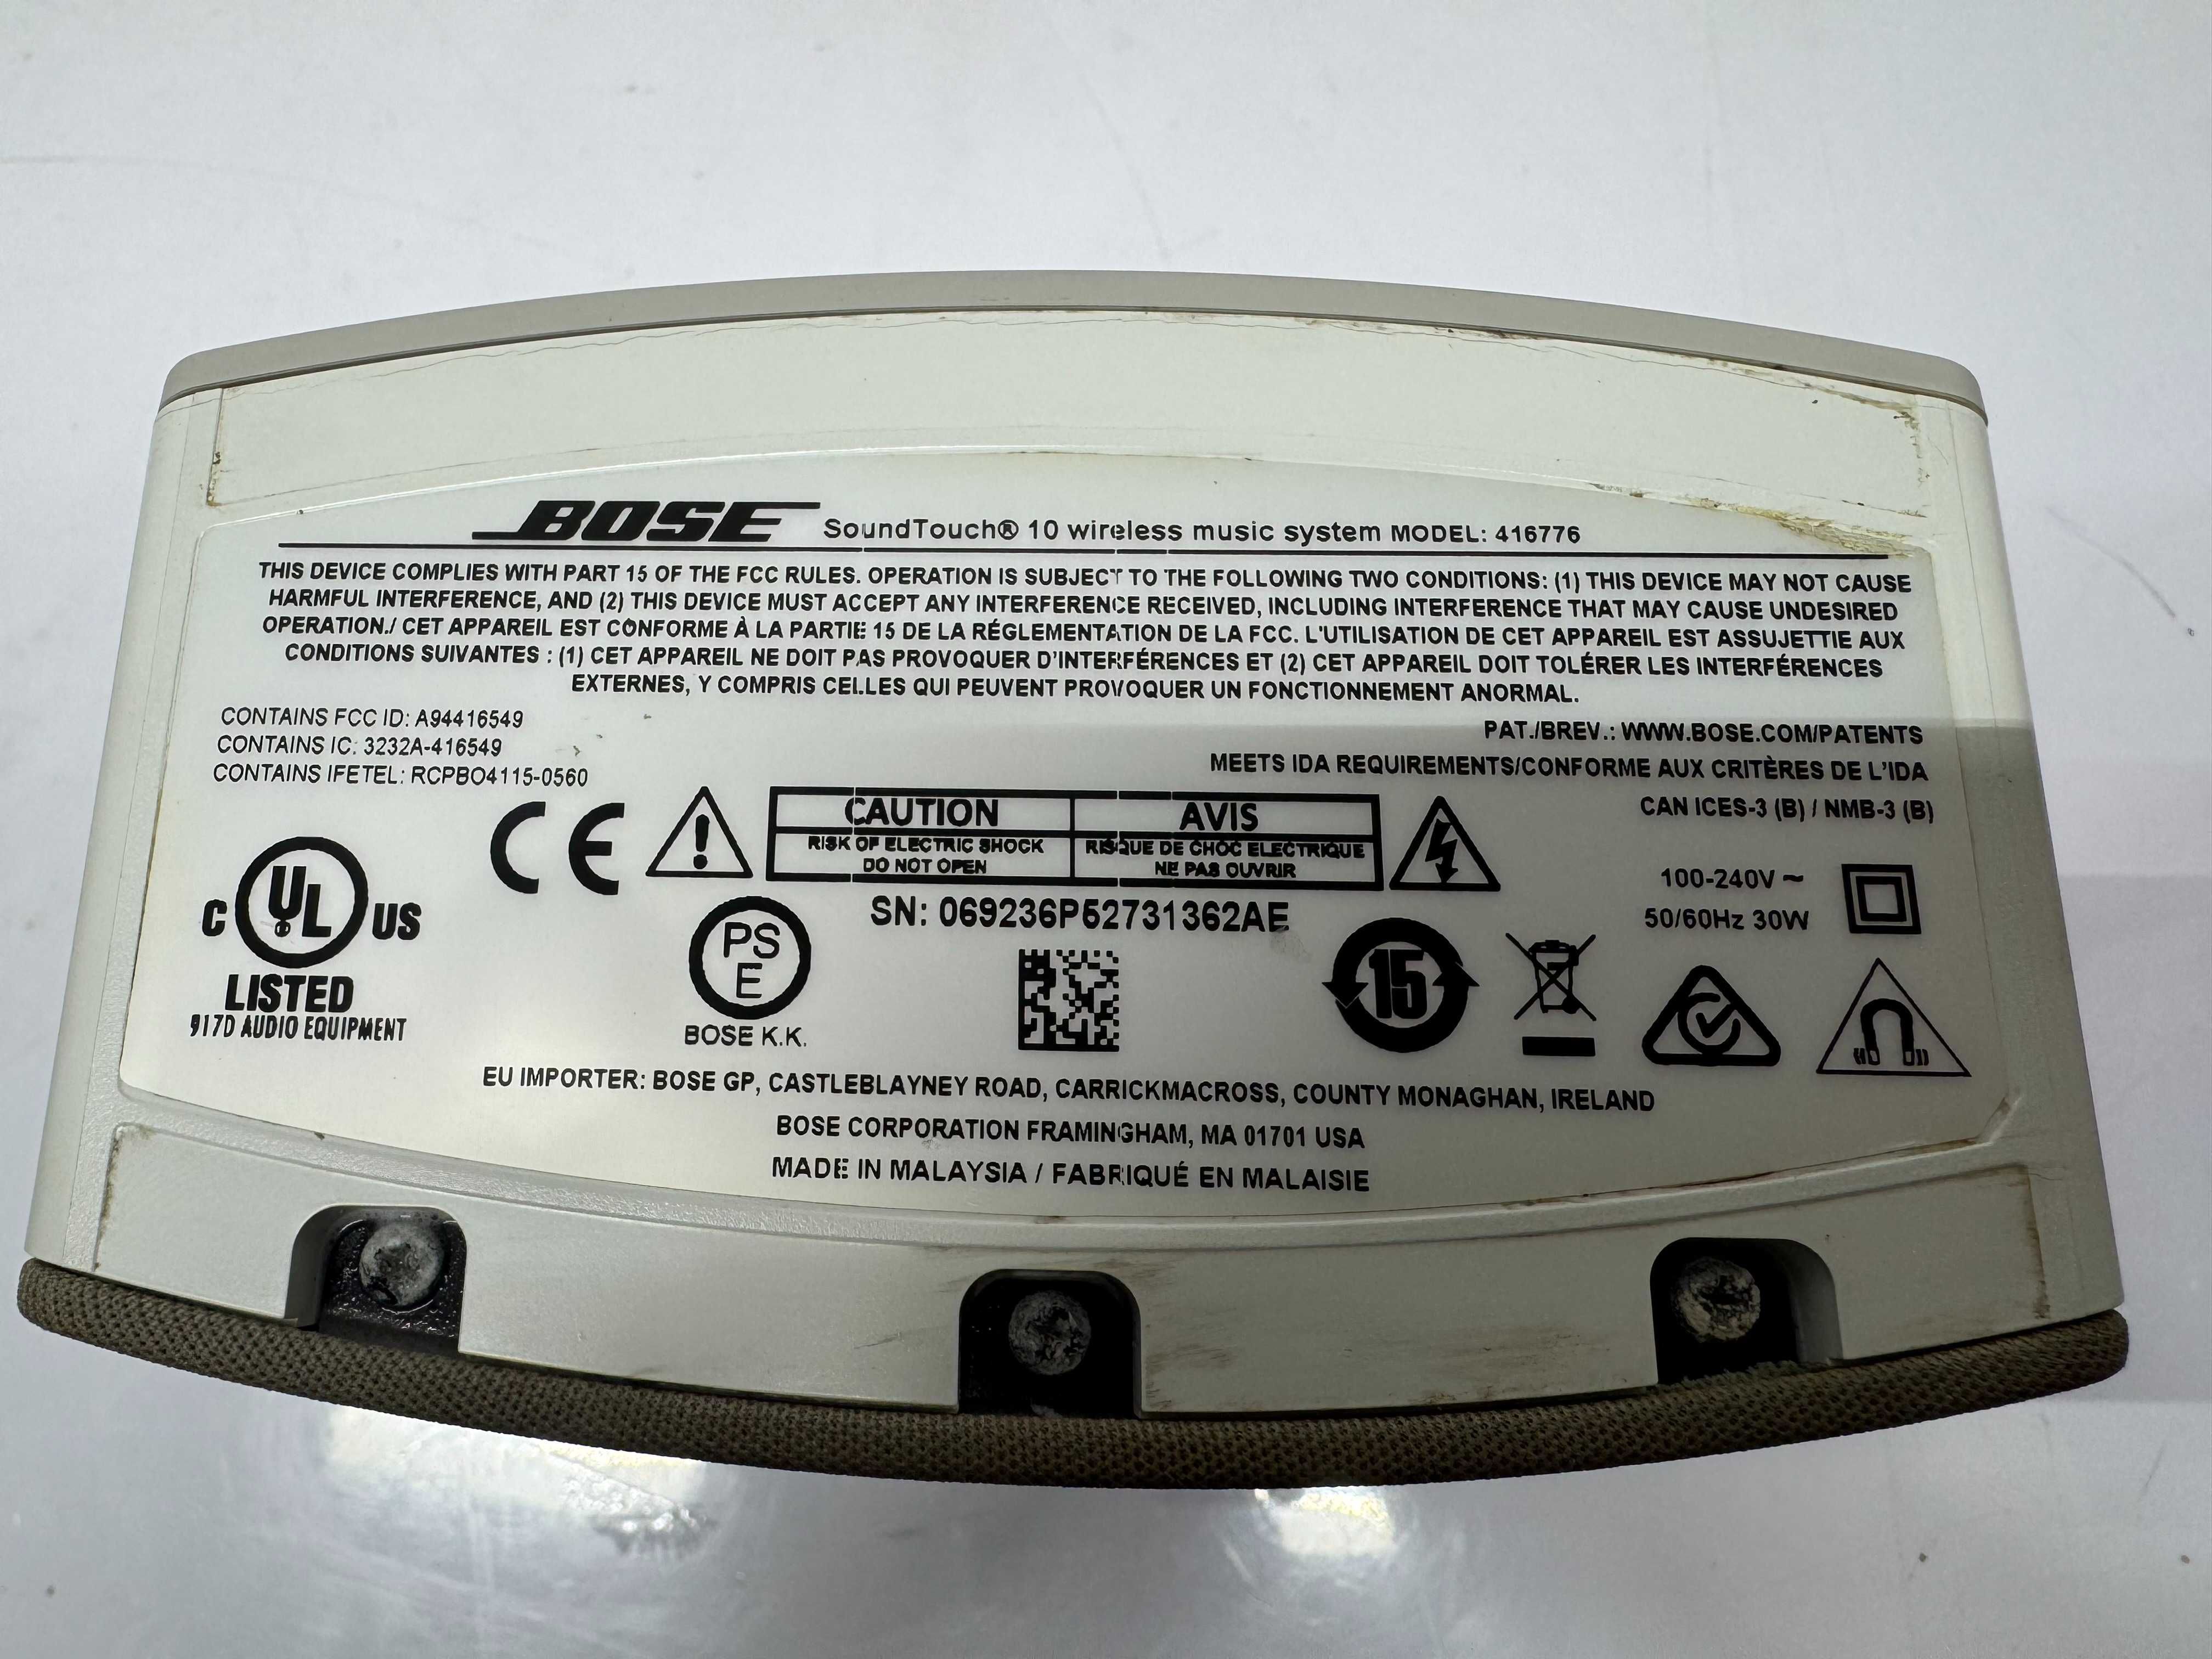 BOSE SoundTouch® 10 wireless music system MODEL: 416776
THIS DEVICE COMPLIES WITH PART 15 OF THE FCC RULES. OPERATION IS SUBJECT TO THE FOLLOWING TWO CONDITIONS: (1) THIS DEVICE MAY NOT CAUSE
HARMFUL INTERFERENCE, AND (2) THIS DEVICE MUST ACCEPT ANY INTERFERENCE RECEIVED, INCLUDING INTERFERENCE THAT MAY CAUSE UNDESIRED
OPERATION./ CET APPAREIL EST CONFORME À LA PARTIE 15 DE LA RÉGLEMENTATION DE LA FCC. L'UTILISATION DE CET APPAREIL EST ASSUJETTIE AUX
CONDITIONS SUIVANTES : (1) CET APPAREIL NE DOIT PAS PROVOQUER D'INTERFÉRENCES ET (2) CET APPAREIL DOIT TOLÉRER LES INTERFÉRENCES
EXTERNES, Y COMPRIS CELLES QUI PEUVENT PROVOQUER UN FONCTIONNEMENT ANORMAL.
CONTAINS FCC ID: A94416549
CONTAINS IC: 3232A-416549
CONTAINS IFETEL: RCPBO4115-0560
PAT./BREV.: WWW.BOSE.COM/PATENTS
MEETS IDA REQUIREMENTS/CONFORME AUX CRITÈRES DE L'IDA
CAN ICES-3 (B) / NMB-3 (B)
CE
CAUTION
RISK OF ELECTRIC SHOCK
DO NOT OPEN
AVIS
RISQUE DE CHOC ELECTRIQUE
NE PAS OUVRIR
100-240V ~
50/60Hz 30W
C UL US
LISTED
917D AUDIO EQUIPMENT
PS
E
BOSE K.K.
SN: 069236P52731362AE
15
EU IMPORTER: BOSE GP, CASTLEBLAYNEY ROAD, CARRICKMACROSS, COUNTY MONAGHAN, IRELAND
BOSE CORPORATION FRAMINGHAM, MA 01701 USA
MADE IN MALAYSIA / FABRIQUÉ EN MALAISIE